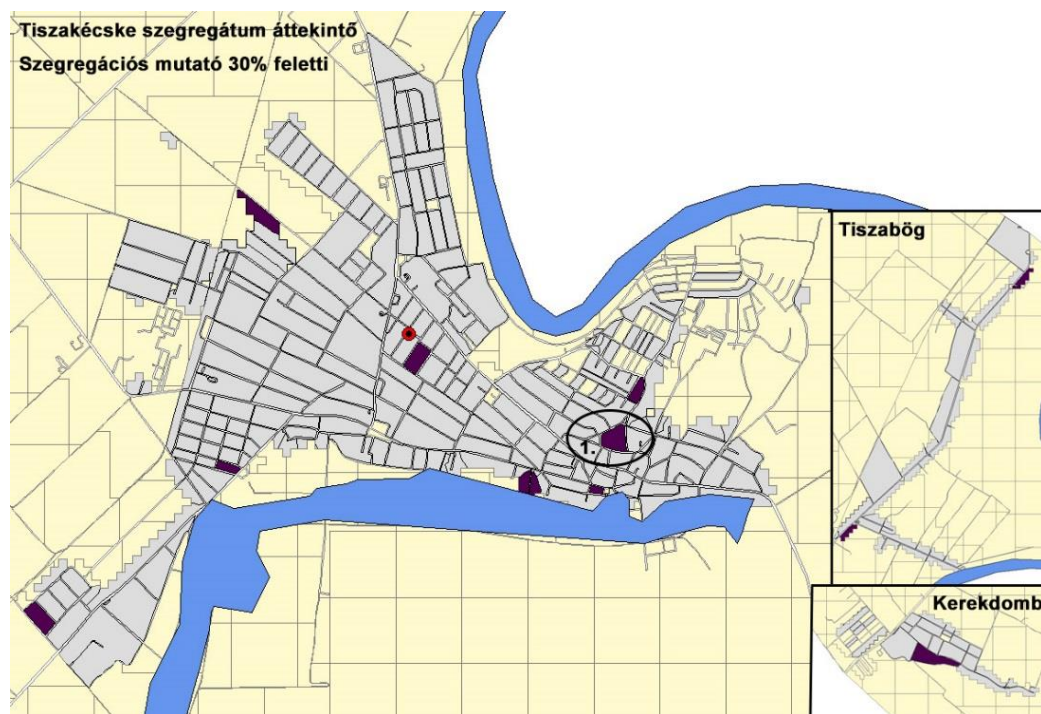 Tiszakécske szegregátum áttekintő
Szegregációs mutató 30% feletti
Tiszabög
1.
Kerekdomb